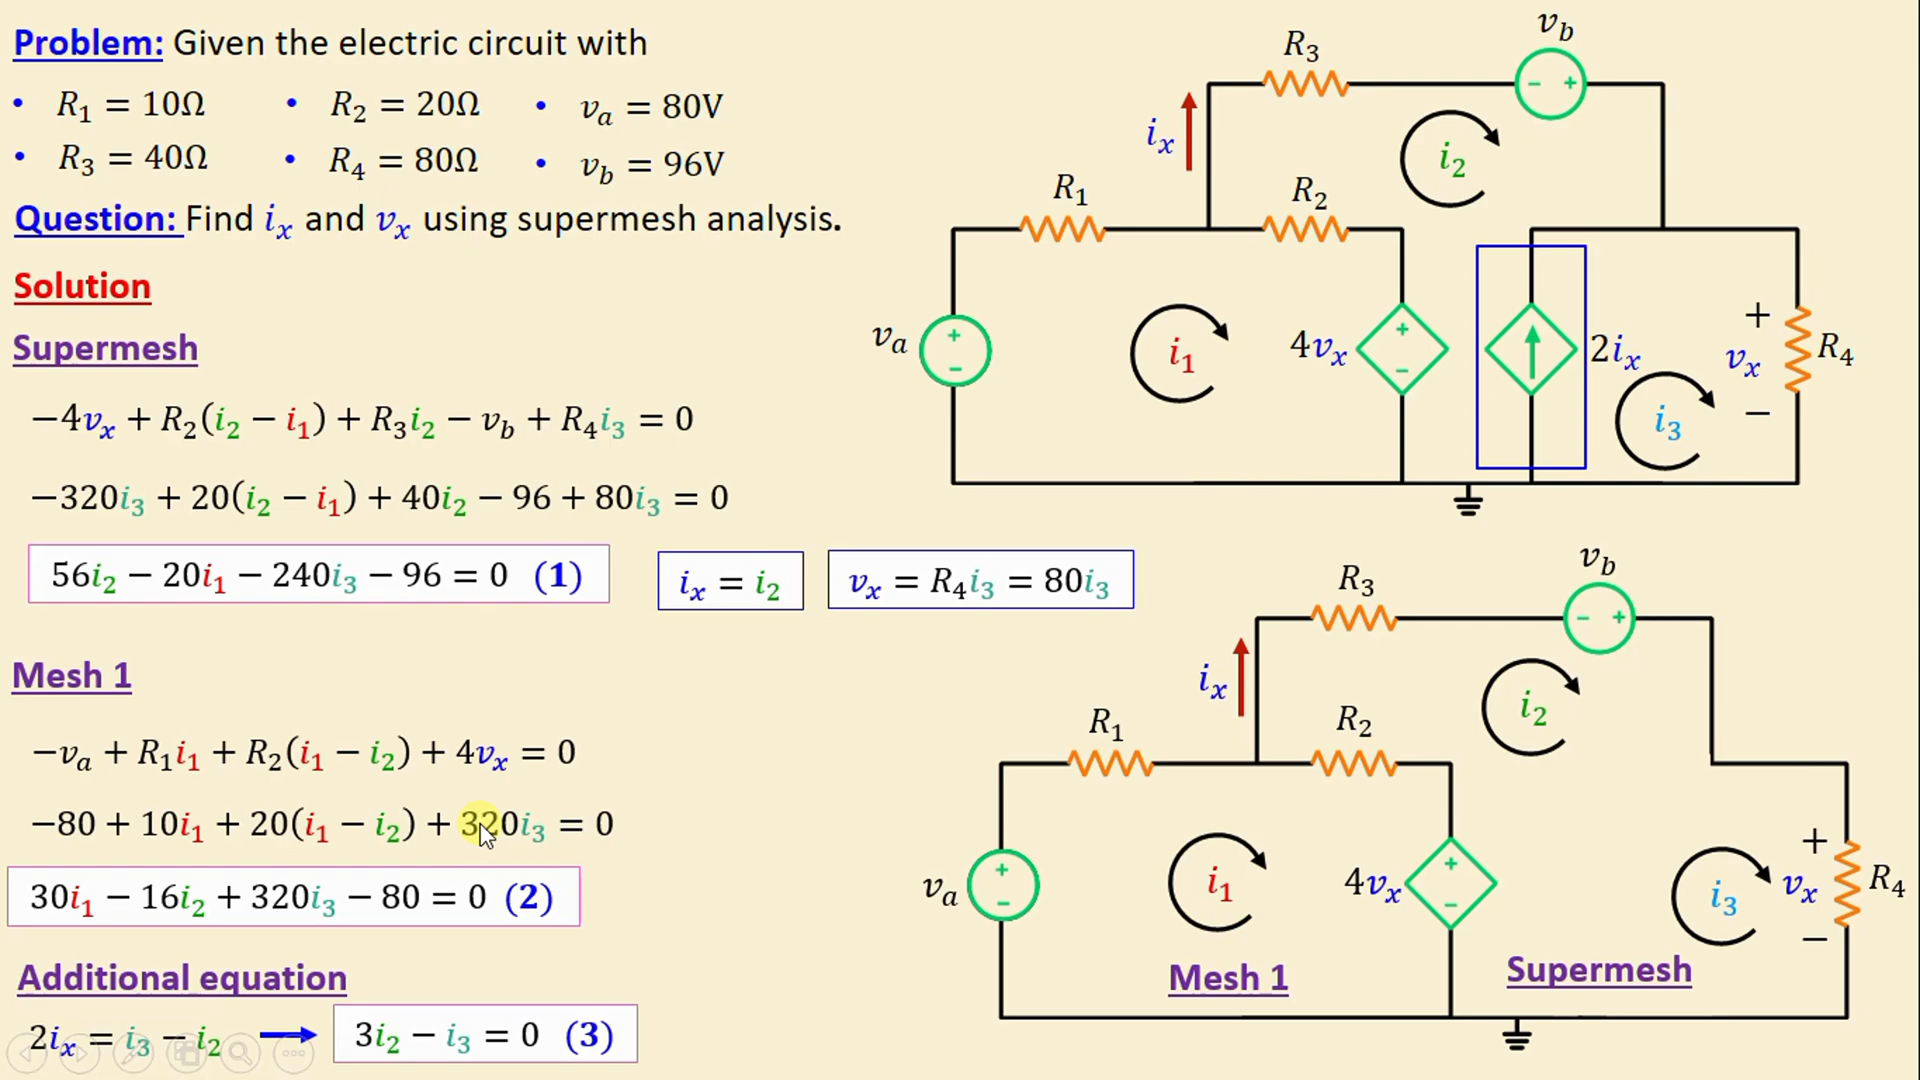 Problem: Given the electric circuit with
• R₁ = 10Ω • R₂ = 20Ω • vₐ = 80V
• R₃ = 40Ω • R₄ = 80Ω • v_b = 96V
Question: Find iₓ and vₓ using supermesh analysis.
Solution
Supermesh
−4vₓ + R₂(i₂ − i₁) + R₃i₂ − v_b + R₄i₃ = 0
−320i₃ + 20(i₂ − i₁) + 40i₂ − 96 + 80i₃ = 0
56i₂ − 20i₁ − 240i₃ − 96 = 0 (1)
iₓ = i₂
vₓ = R₄i₃ = 80i₃
Mesh 1
−vₐ + R₁i₁ + R₂(i₁ − i₂) + 4vₓ = 0
−80 + 10i₁ + 20(i₁ − i₂) + 320i₃ = 0
30i₁ − 16i₂ + 320i₃ − 80 = 0 (2)
Additional equation
2iₓ = i₃ − i₂
3i₂ − i₃ = 0 (3)
v_b
R₃
− +
iₓ
i₂
R₁
R₂
vₐ
+
−
i₁
4vₓ
+
−
2iₓ
i₃
+
vₓ
−
R₄
v_b
R₃
− +
iₓ
i₂
R₁
R₂
vₐ
+
−
i₁
4vₓ
+
−
i₃
+
vₓ
−
R₄
Mesh 1
Supermesh